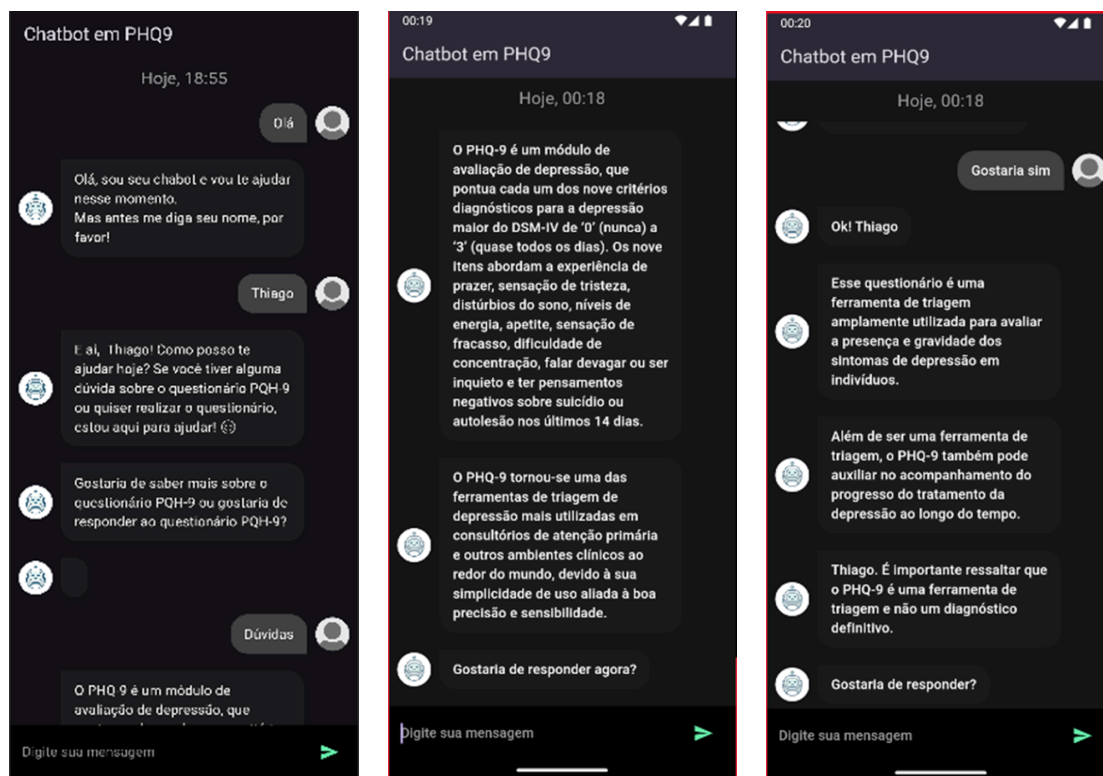 Chatbot em PHQ9
Hoje, 18:55
Olá
Olá, sou seu chabot e vou te ajudar
nesse momento.
Mas antes me diga seu nome, por
favor!
Thiago
E ai, Thiago! Como posso te
ajudar hoje? Se você tiver alguma
dúvida sobre o questionário PQH-9
ou quiser realizar o questionário,
estou aqui para ajudar!
Gostaria de saber mais sobre o
questionário PQH-9 ou gostaria de
responder ao questionário PQH-9?
Dúvidas
O PHQ 9 é um módulo de
avaliação de depressão, que
Digite sua mensagem
00:19
Chatbot em PHQ9
Hoje, 00:18
O PHQ-9 é um módulo de
avaliação de depressão, que
pontua cada um dos nove critérios
diagnósticos para a depressão
maior do DSM-IV de ‘0’ (nunca) a
‘3’ (quase todos os dias). Os nove
itens abordam a experiência de
prazer, sensação de tristeza,
distúrbios do sono, níveis de
energia, apetite, sensação de
fracasso, dificuldade de
concentração, falar devagar ou ser
inquieto e ter pensamentos
negativos sobre suicídio ou
autolesão nos últimos 14 dias.
O PHQ-9 tornou-se uma das
ferramentas de triagem de
depressão mais utilizadas em
consultórios de atenção primária
e outros ambientes clínicos ao
redor do mundo, devido à sua
simplicidade de uso aliada à boa
precisão e sensibilidade.
Gostaria de responder agora?
Digite sua mensagem
00:20
Chatbot em PHQ9
Hoje, 00:18
Gostaria sim
Ok! Thiago
Esse questionário é uma
ferramenta de triagem
amplamente utilizada para avaliar
a presença e gravidade dos
sintomas de depressão em
indivíduos.
Além de ser uma ferramenta de
triagem, o PHQ-9 também pode
auxiliar no acompanhamento do
progresso do tratamento da
depressão ao longo do tempo.
Thiago. É importante ressaltar que
o PHQ-9 é uma ferramenta de
triagem e não um diagnóstico
definitivo.
Gostaria de responder?
Digite sua mensagem